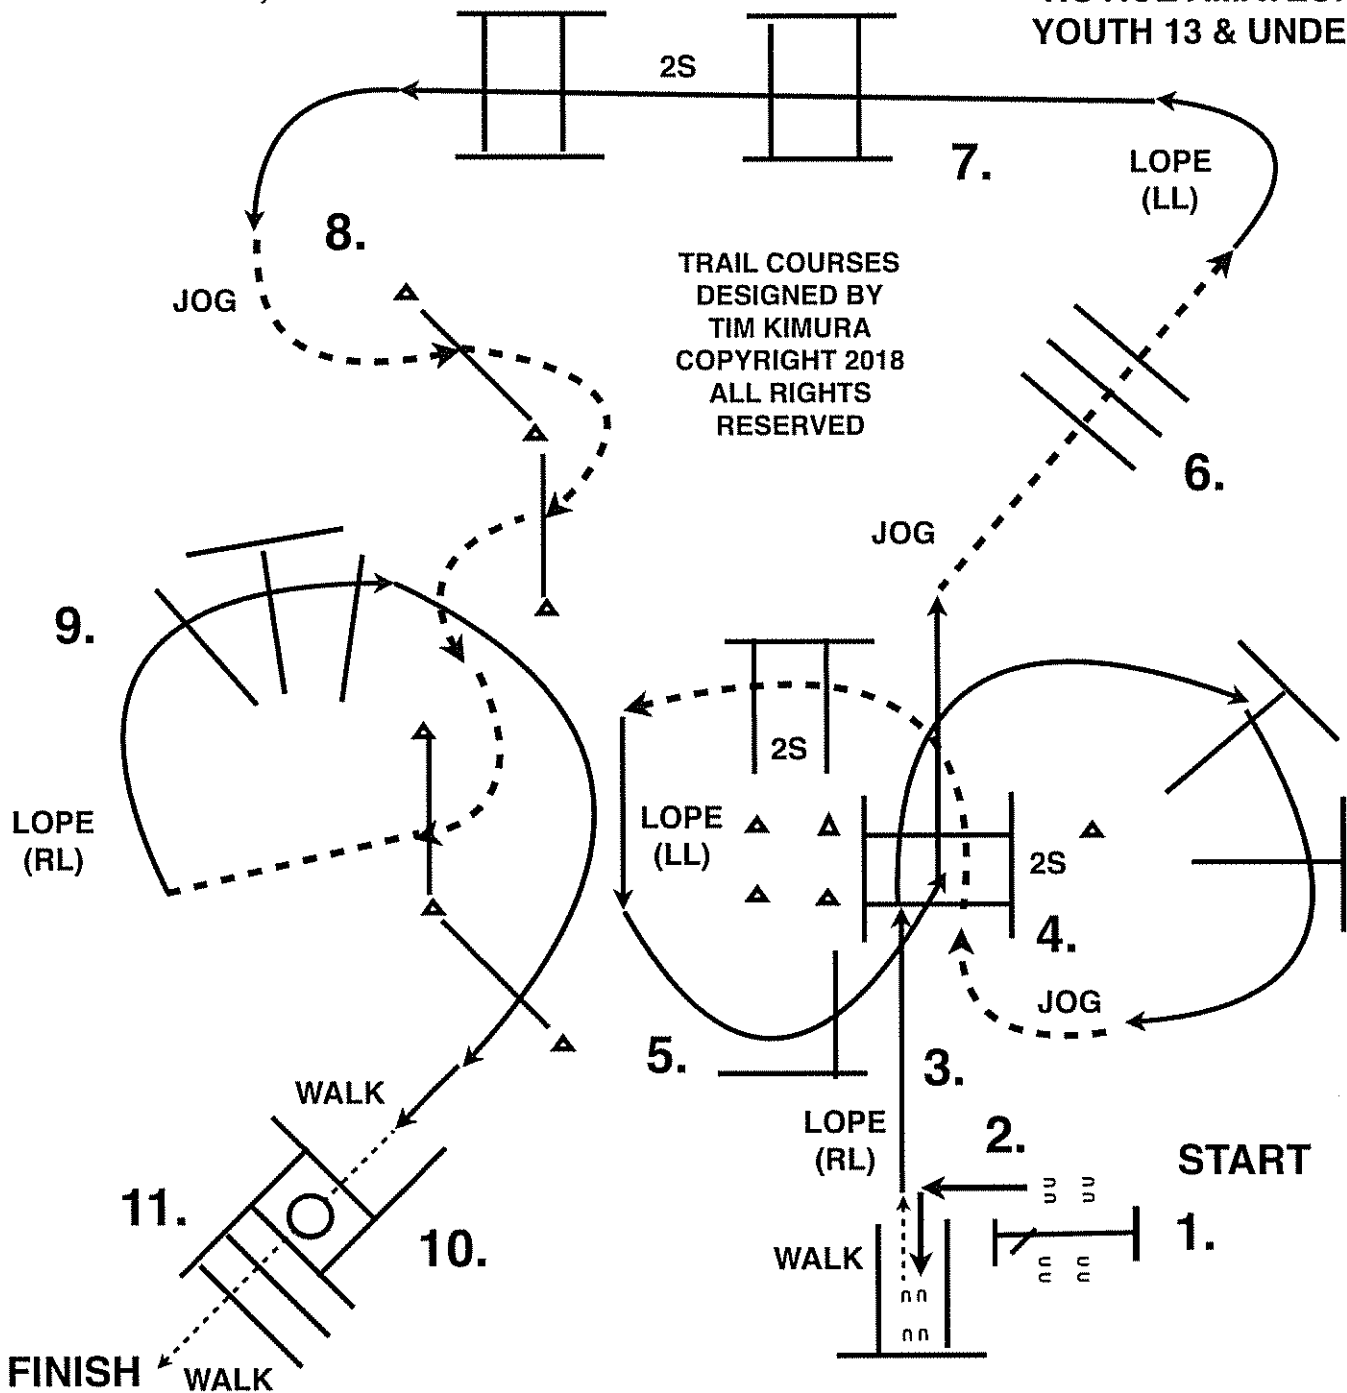 YOUTH 13 & UNDE
2S
7.
LOPE
(LL)
8.
JOG
TRAIL COURSES
DESIGNED BY
TIM KIMURA
COPYRIGHT 2018
ALL RIGHTS
RESERVED
6.
JOG
9.
2S
LOPE
(RL)
LOPE
(LL)
2S
4.
JOG
5.
3.
WALK
LOPE
(RL)
2.
START
11.
10.
1.
WALK
FINISH
WALK